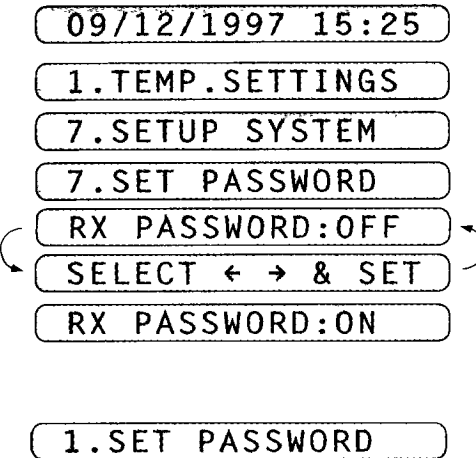 09/12/1997 15:25
1.TEMP.SETTINGS
7.SETUP SYSTEM
7.SET PASSWORD
RX PASSWORD:OFF
SELECT ← → & SET
RX PASSWORD:ON
1.SET PASSWORD